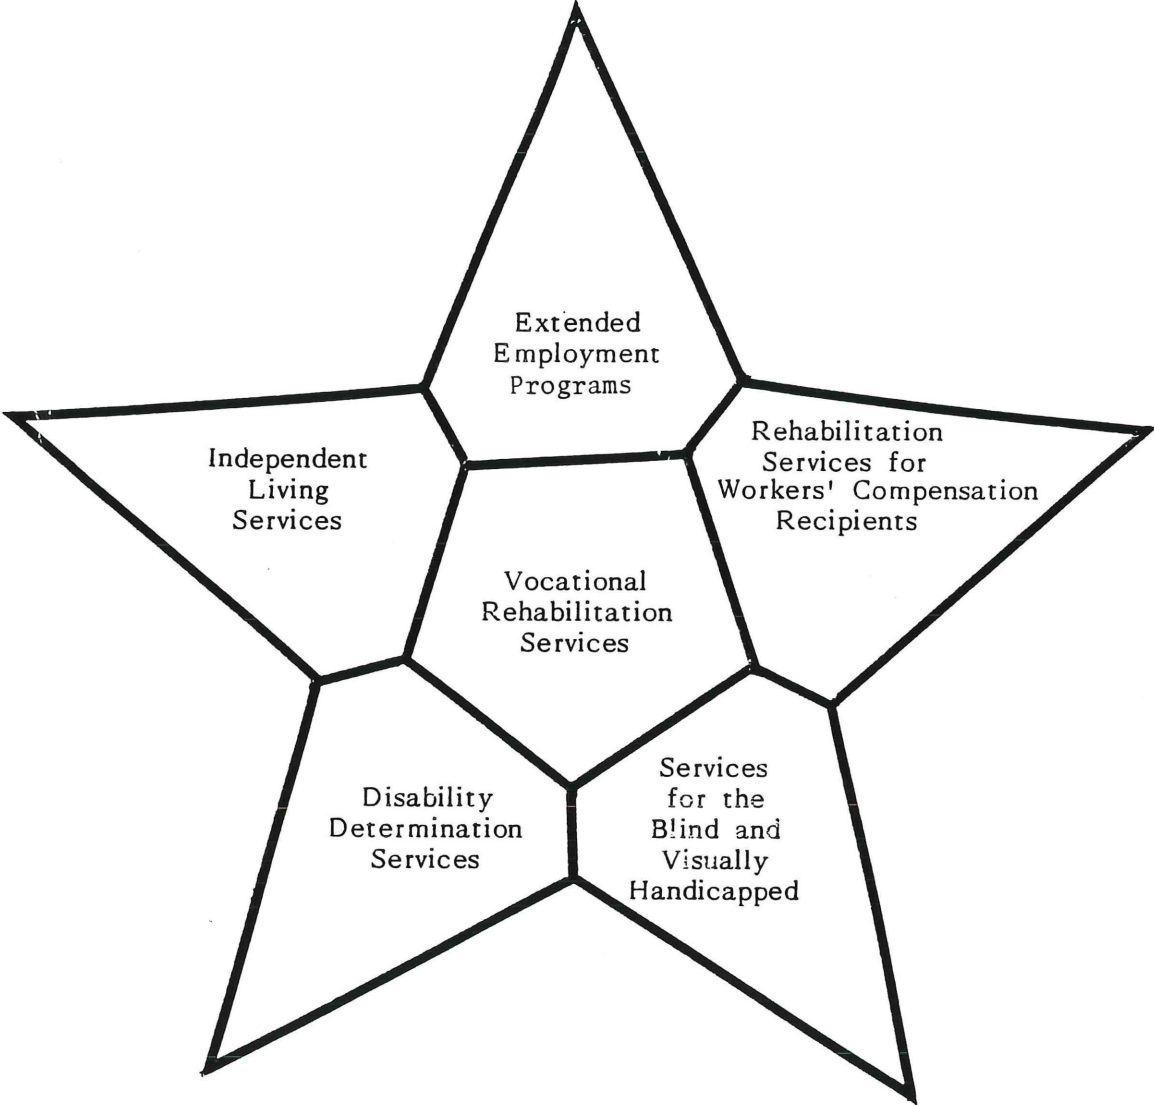 Extended
Employment
Programs
Independent
Living
Services
Rehabilitation
Services for
Workers' Compensation
Recipients
Vocational
Rehabilitation
Services
Disability
Determination
Services
Services
for the
Blind and
Visually
Handicapped